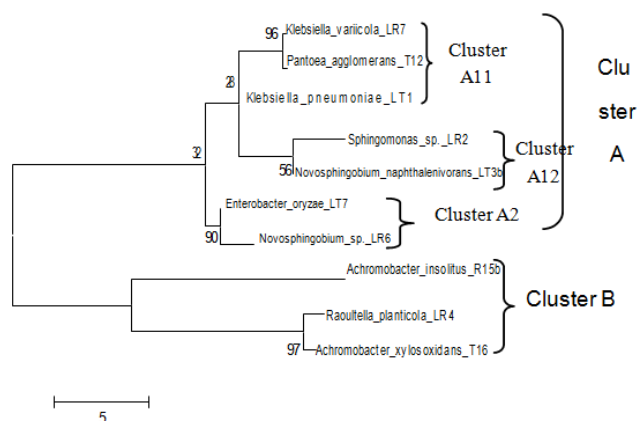 96
Klebsiella_variicola_LR7
Pantoea_agglomerans_T12
28
Klebsiella_pneumoniae_LT1
Cluster
A11
Clu
ster
A
32
Sphingomonas_sp._LR2
56
Novosphingobium_naphthalenivorans_LT3b
Cluster
A12
Enterobacter_oryzae_LT7
90
Novosphingobium_sp._LR6
Cluster A2
Achromobacter_insolitus_R15b
Raoultella_planticola_LR4
97
Achromobacter_xylosoxidans_T16
Cluster B
5